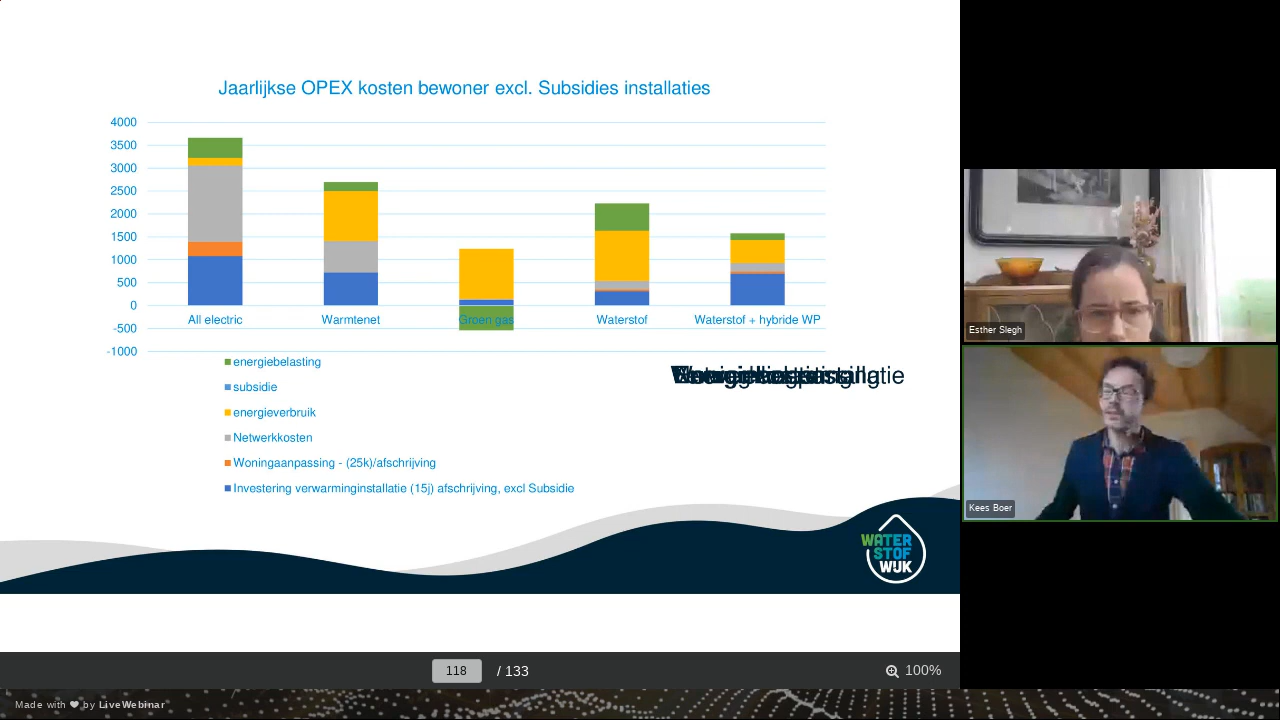 Jaarlijkse OPEX kosten bewoner excl. Subsidies installaties
4000
3500
3000
2500
2000
1500
1000
500
0
-500
-1000
All electric
Warmtenet
Groen gas
Waterstof
Waterstof + hybride WP
energiebelasting
subsidie
energieverbruik
Netwerkkosten
Woningaanpassing - (25k)/afschrijving
Investering verwarminginstallatie (15j) afschrijving, excl Subsidie
WATER
STOF
WIJK
118 / 133
100%
Esther Slegh
Kees Boer
Made with ❤ by LiveWebinar